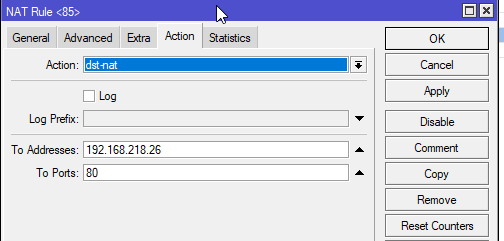 NAT Rule <85>
General Advanced Extra Action Statistics
Action: dst-nat
Log
Log Prefix:
To Addresses: 192.168.218.26
To Ports: 80
OK
Cancel
Apply
Disable
Comment
Copy
Remove
Reset Counters